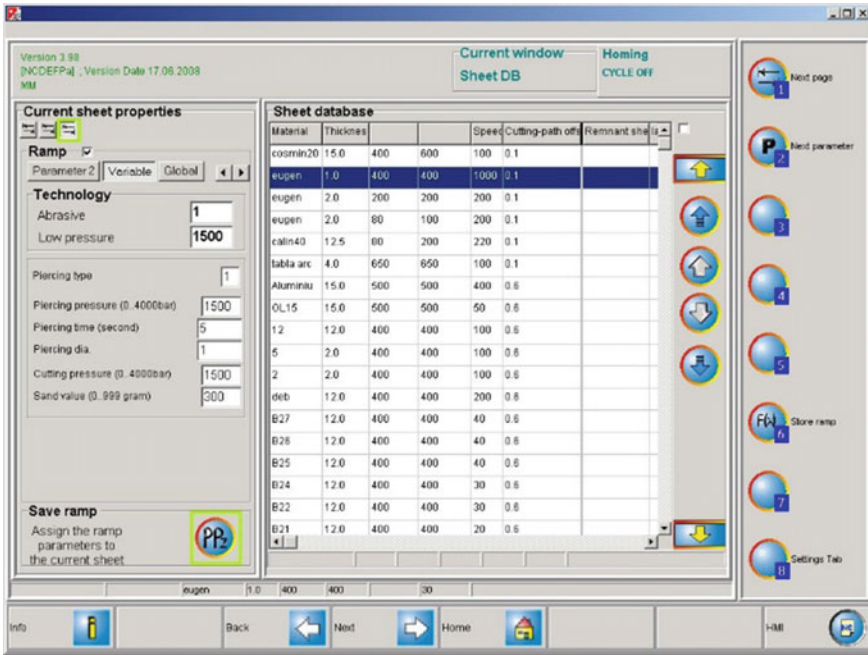 Version 3.98
[NCDEFPa] ; Version Date 17.06.2008
MM
Current window
Sheet DB
Homing
CYCLE OFF
Current sheet properties
Ramp
Parameter 2 Variable Global
Technology
Abrasive 1
Low pressure 1500
Piercing type 1
Piercing pressure (0..4000bar) 1500
Piercing time (second) 5
Piercing dia. 1
Cutting pressure (0..4000bar) 1500
Sand value (0..999 gram) 300
Save ramp
Assign the ramp
parameters to
the current sheet
PP2
Sheet database
Material Thicknes Speed Cutting-path offs Remnant she
cosmin20 15.0 400 600 100 0.1
eugen 1.0 400 400 1000 0.1
eugen 2.0 200 200 200 0.1
eugen 2.0 80 100 200 0.1
calin40 12.5 80 200 220 0.1
tabla arc 4.0 650 650 100 0.1
Aluminiu 15.0 500 500 400 0.6
OL15 15.0 500 500 50 0.6
12 12.0 400 400 100 0.6
5 2.0 400 400 100 0.6
2 2.0 400 400 100 0.6
deb 12.0 400 400 200 0.6
B27 12.0 400 400 40 0.6
B26 12.0 400 400 40 0.6
B25 12.0 400 400 40 0.6
B24 12.0 400 400 30 0.6
B22 12.0 400 400 30 0.6
B21 12.0 400 400 20 0.6
1 Next page
P 2 Next parameter
3
4
5
6 Store ramp
7
8 Settings Tab
eugen 1.0 400 400 30
Info Back Next Home HMI